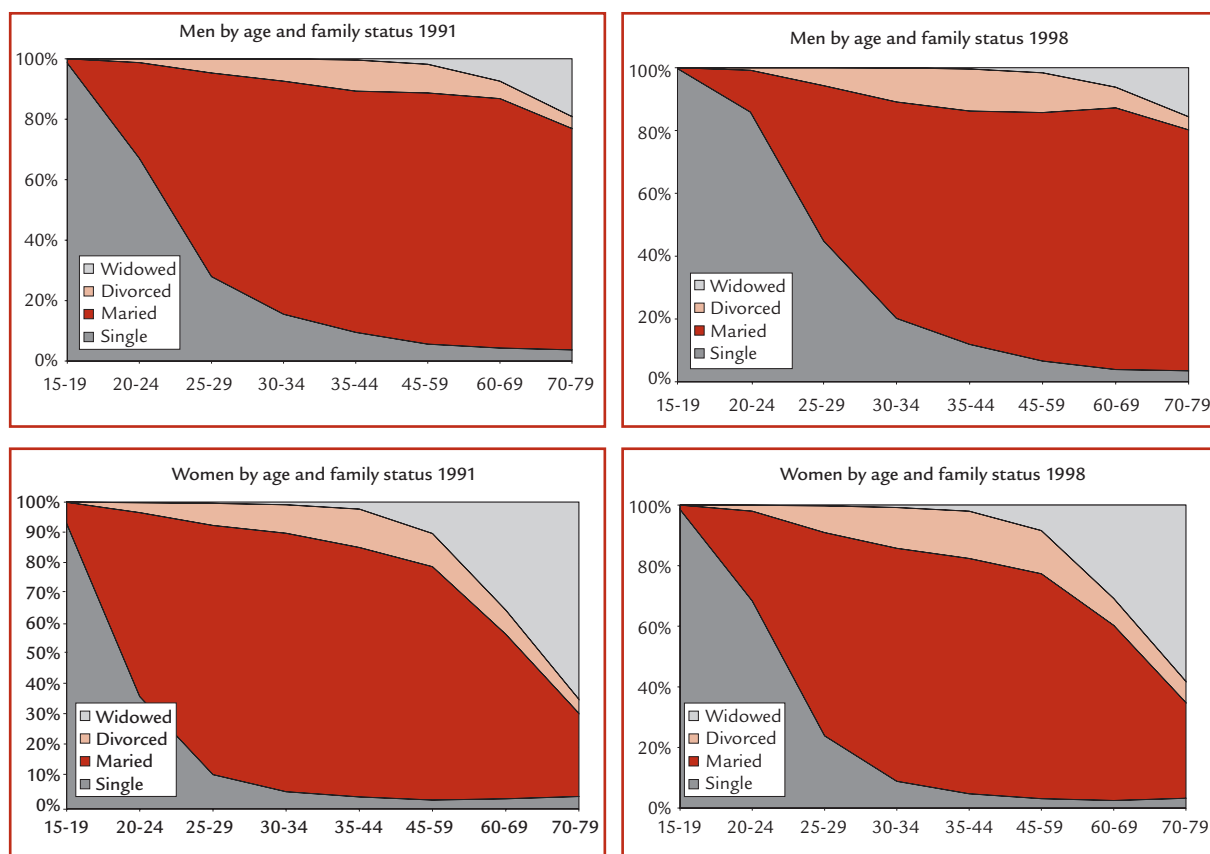 Men by age and family status 1991
100%
80%
60%
40%
20%
0%
Widowed
Divorced
Maried
Single
15-19 20-24 25-29 30-34 35-44 45-59 60-69 70-79
Men by age and family status 1998
100%
80%
60%
40%
20%
0%
Widowed
Divorced
Maried
Single
15-19 20-24 25-29 30-34 35-44 45-59 60-69 70-79
Women by age and family status 1991
100%
90%
80%
70%
60%
50%
40%
30%
20%
10%
0%
Widowed
Divorced
Maried
Single
15-19 20-24 25-29 30-34 35-44 45-59 60-69 70-79
Women by age and family status 1998
100%
80%
60%
40%
20%
0%
Widowed
Divorced
Maried
Single
15-19 20-24 25-29 30-34 35-44 45-59 60-69 70-79